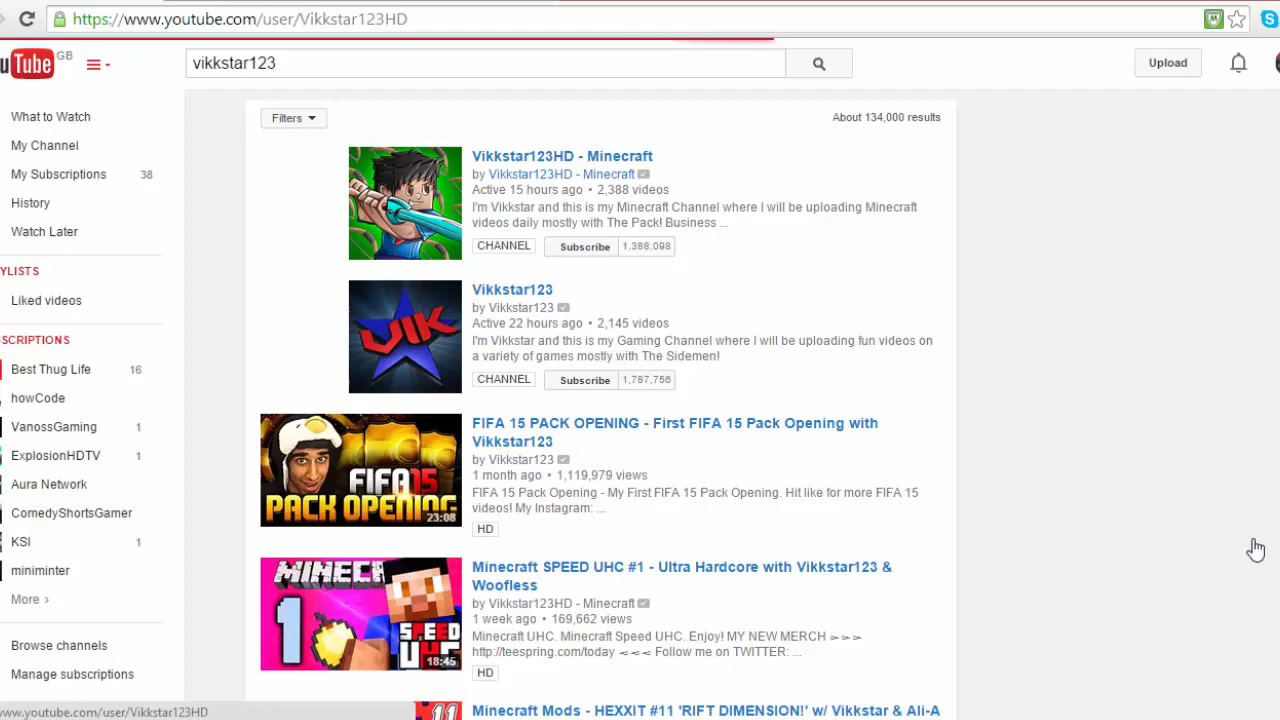 https://www.youtube.com/user/Vikkstar123HD
uTube GB
vikkstar123
Upload
What to Watch
My Channel
My Subscriptions 38
History
Watch Later
YLISTS
Liked videos
SCRIPTIONS
Best Thug Life 16
howCode
VanossGaming 1
ExplosionHDTV 1
Aura Network
ComedyShortsGamer
KSI 1
miniminter
More ›
Browse channels
Manage subscriptions
www.youtube.com/user/Vikkstar123HD
Filters
About 134,000 results
Vikkstar123HD - Minecraft
by Vikkstar123HD - Minecraft
Active 15 hours ago • 2,388 videos
I'm Vikkstar and this is my Minecraft Channel where I will be uploading Minecraft
videos daily mostly with The Pack! Business ...
CHANNEL Subscribe 1,388,098
VIK
Vikkstar123
by Vikkstar123
Active 22 hours ago • 2,145 videos
I'm Vikkstar and this is my Gaming Channel where I will be uploading fun videos on
a variety of games mostly with The Sidemen!
CHANNEL Subscribe 1,787,756
FIFA 15
PACK OPENING
23:08
FIFA 15 PACK OPENING - First FIFA 15 Pack Opening with
Vikkstar123
by Vikkstar123
1 month ago • 1,119,979 views
FIFA 15 Pack Opening - My First FIFA 15 Pack Opening. Hit like for more FIFA 15
videos! My Instagram: ...
HD
MINECR
1
SPEED
UHC
18:45
Minecraft SPEED UHC #1 - Ultra Hardcore with Vikkstar123 &
Woofless
by Vikkstar123HD - Minecraft
1 week ago • 169,662 views
Minecraft UHC. Minecraft Speed UHC. Enjoy! MY NEW MERCH ➢➢➢
http://teespring.com/today ⮘⮘⮘ Follow me on TWITTER: ...
HD
11
Minecraft Mods - HEXXIT #11 'RIFT DIMENSION!' w/ Vikkstar & Ali-A